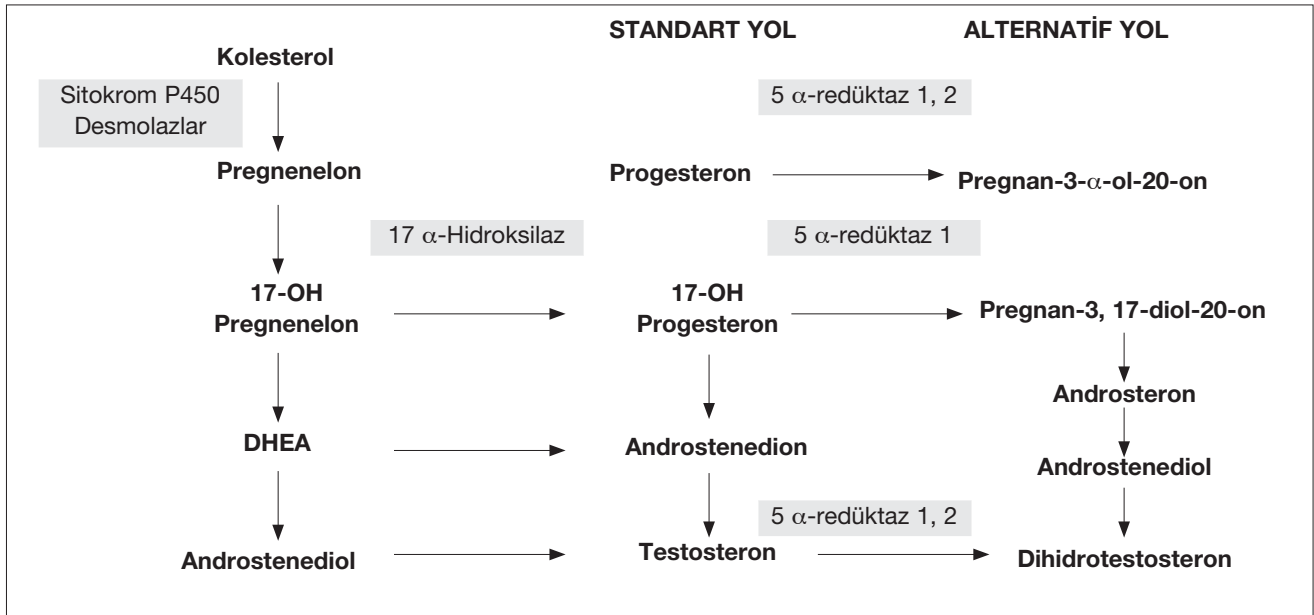 STANDART YOL
ALTERNATİF YOL
Kolesterol
Sitokrom P450
Desmolazlar
5 α-redüktaz 1, 2
Pregnenelon
Progesteron
Pregnan-3-α-ol-20-on
17 α-Hidroksilaz
5 α-redüktaz 1
17-OH
Pregnenelon
17-OH
Progesteron
Pregnan-3, 17-diol-20-on
Androsteron
DHEA
Androstenedion
Androstenediol
5 α-redüktaz 1, 2
Androstenediol
Testosteron
Dihidrotestosteron